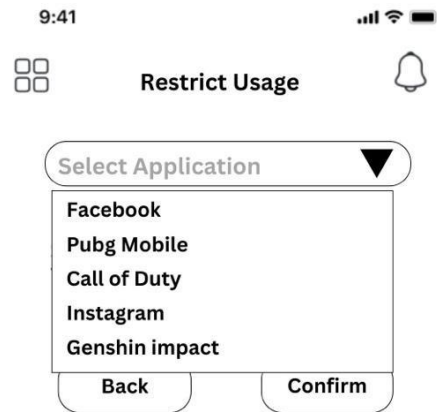 9:41
Restrict Usage
Select Application
Facebook
Pubg Mobile
Call of Duty
Instagram
Genshin impact
Back Confirm